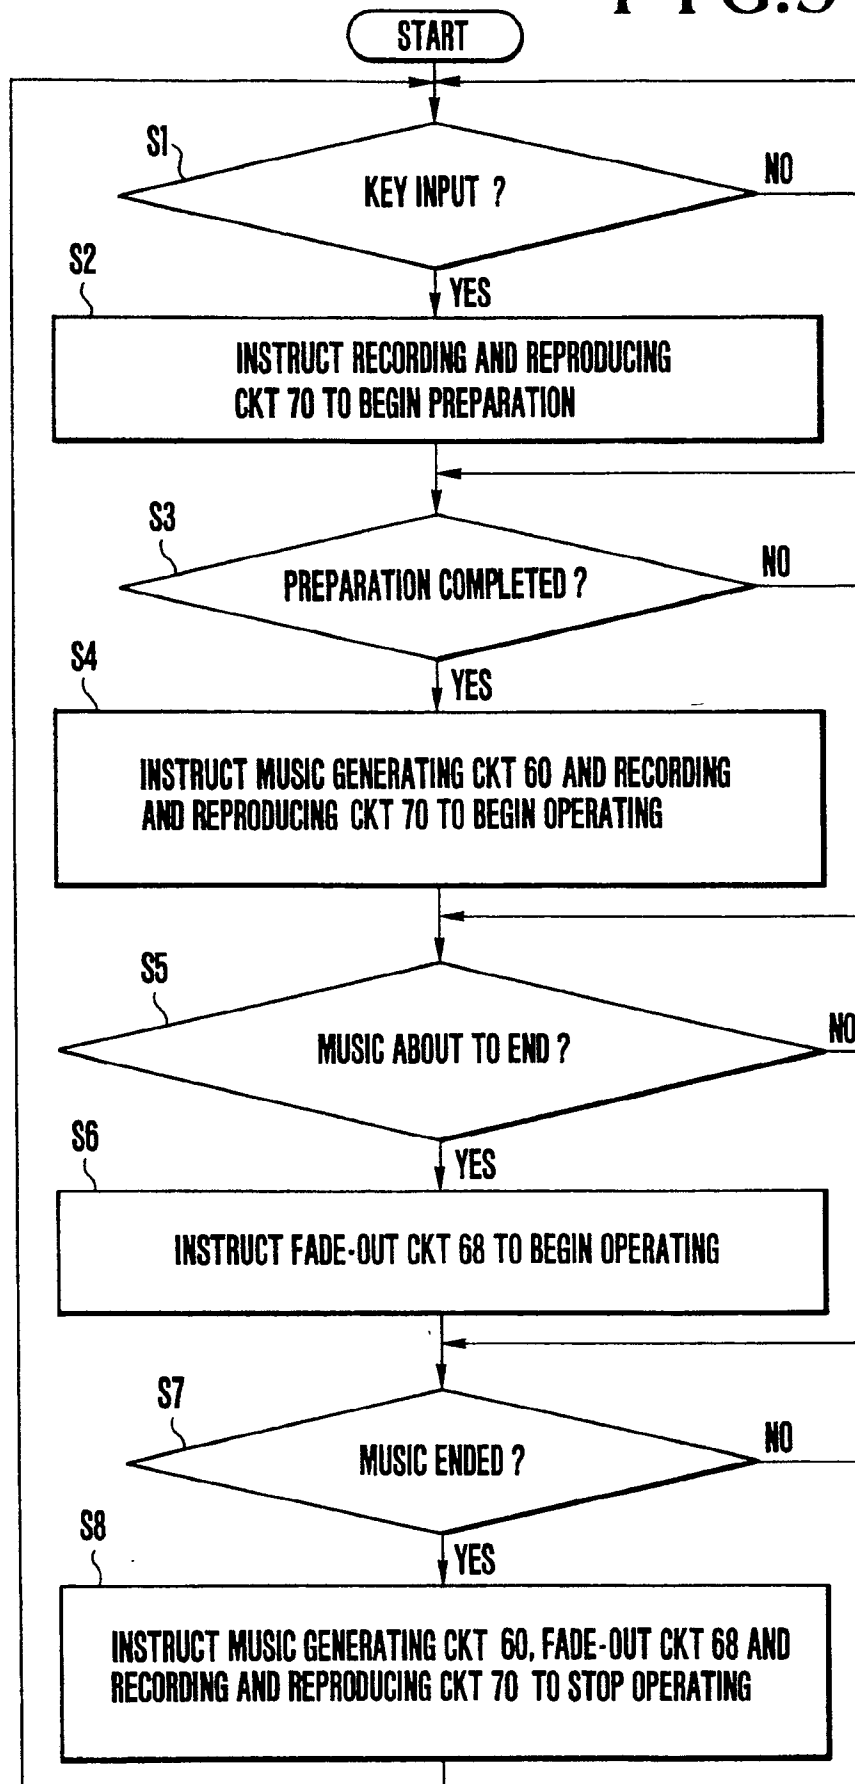 FIG.5
START
S1
KEY INPUT ?
NO
S2
YES
INSTRUCT RECORDING AND REPRODUCING
CKT 70 TO BEGIN PREPARATION
S3
PREPARATION COMPLETED ?
NO
S4
YES
INSTRUCT MUSIC GENERATING CKT 60 AND RECORDING
AND REPRODUCING CKT 70 TO BEGIN OPERATING
S5
MUSIC ABOUT TO END ?
NO
S6
YES
INSTRUCT FADE-OUT CKT 68 TO BEGIN OPERATING
S7
MUSIC ENDED ?
NO
S8
YES
INSTRUCT MUSIC GENERATING CKT 60, FADE-OUT CKT 68 AND
RECORDING AND REPRODUCING CKT 70 TO STOP OPERATING